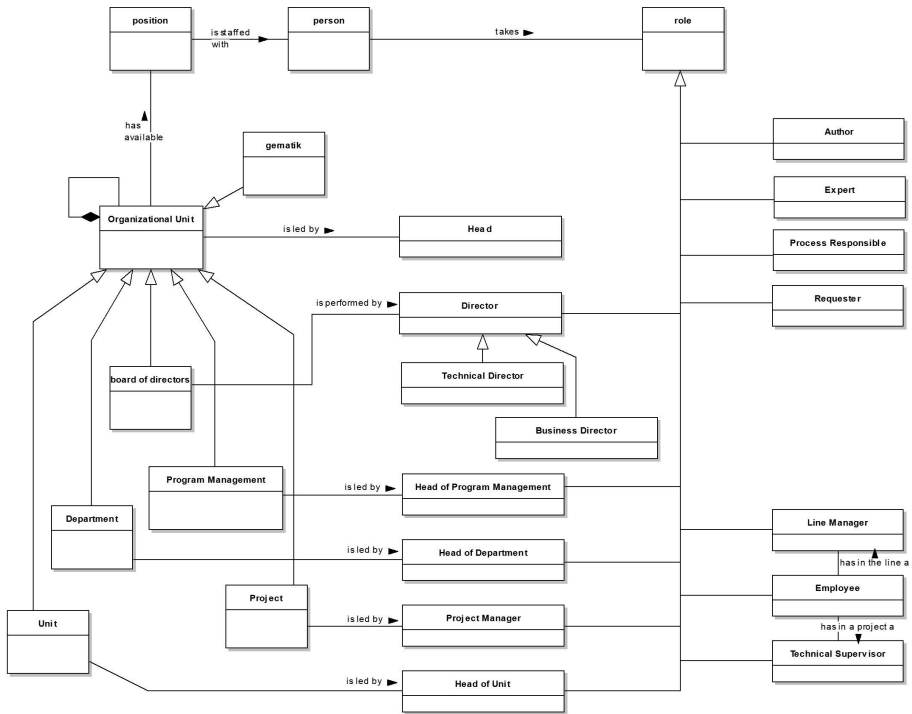 position
person
role
is staffed
with
takes
has
available
gematik
Author
Expert
Organizational Unit
is led by
Head
Process Responsible
is performed by
Director
Requester
board of directors
Technical Director
Business Director
Program Management
is led by
Head of Program Management
Department
is led by
Head of Department
Line Manager
has in the line a
Project
is led by
Project Manager
Employee
has in a project a
Unit
is led by
Head of Unit
Technical Supervisor